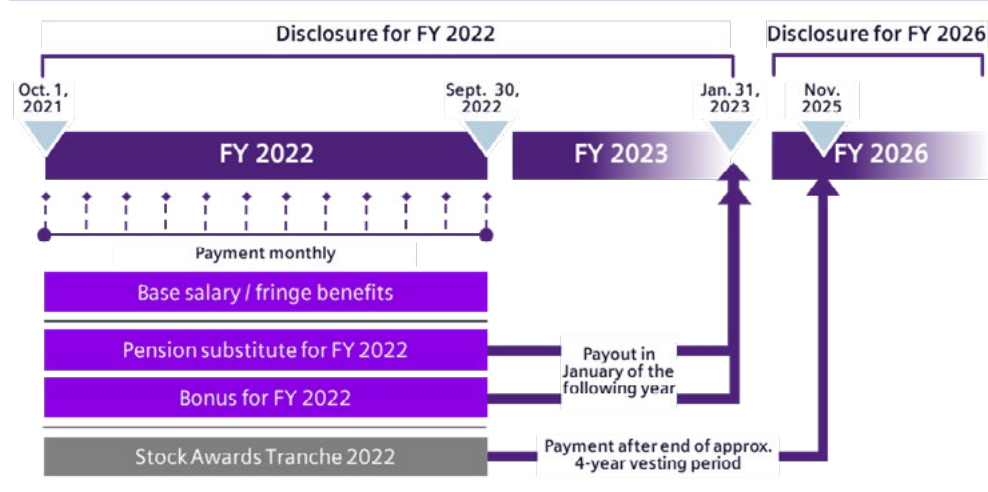 Disclosure for FY 2022
Disclosure for FY 2026
Oct. 1,
2021
Sept. 30,
2022
Jan. 31,
2023
Nov.
2025
FY 2022
FY 2023
FY 2026
Payment monthly
Base salary / fringe benefits
Pension substitute for FY 2022
Bonus for FY 2022
Payout in
January of the
following year
Stock Awards Tranche 2022
Payment after end of approx.
4-year vesting period